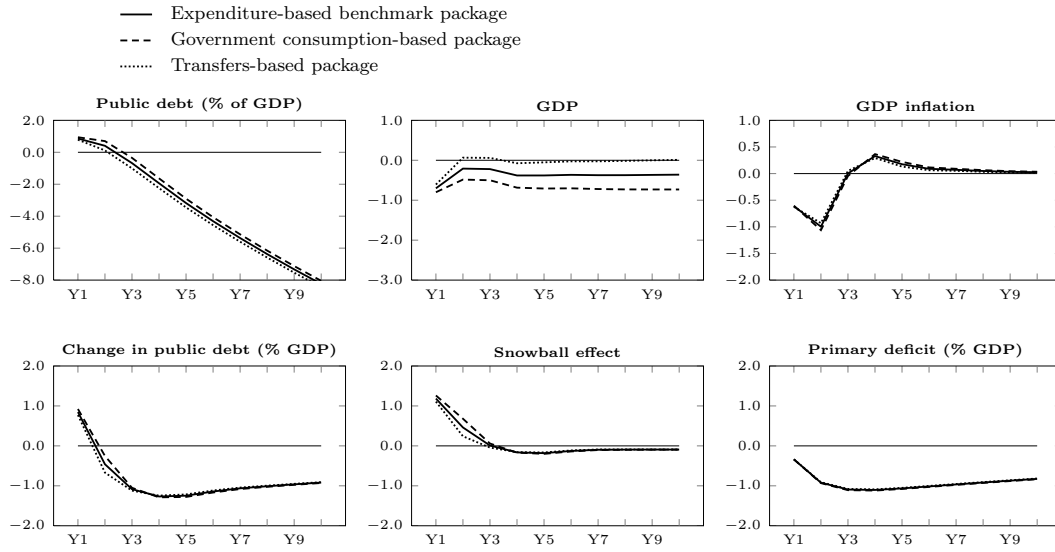 Expenditure-based benchmark package
Government consumption-based package
Transfers-based package
Public debt (% of GDP)
2.0
0.0
−2.0
−4.0
−6.0
−8.0
Y1 Y3 Y5 Y7 Y9
GDP
1.0
0.0
−1.0
−2.0
−3.0
Y1 Y3 Y5 Y7 Y9
GDP inflation
1.0
0.5
0.0
−0.5
−1.0
−1.5
−2.0
Y1 Y3 Y5 Y7 Y9
Change in public debt (% GDP)
2.0
1.0
0.0
−1.0
−2.0
Y1 Y3 Y5 Y7 Y9
Snowball effect
2.0
1.0
0.0
−1.0
−2.0
Y1 Y3 Y5 Y7 Y9
Primary deficit (% GDP)
2.0
1.0
0.0
−1.0
−2.0
Y1 Y3 Y5 Y7 Y9